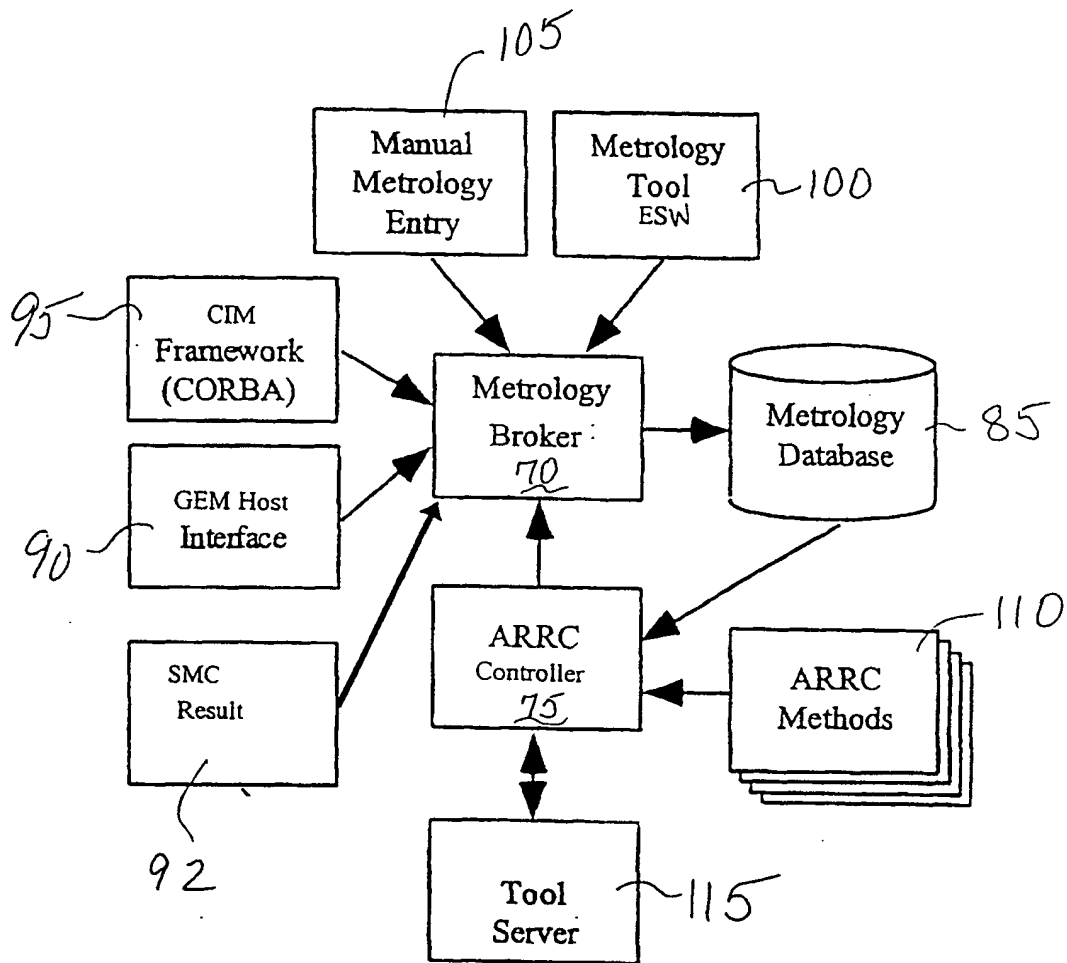 105
Manual
Metrology
Entry
Metrology
Tool
ESW
100
95
CIM
Framework
(CORBA)
Metrology
Broker
70
Metrology
Database
85
GEM Host
Interface
90
ARRC
Controller
75
110
ARRC
Methods
SMC
Result
92
Tool
Server
115